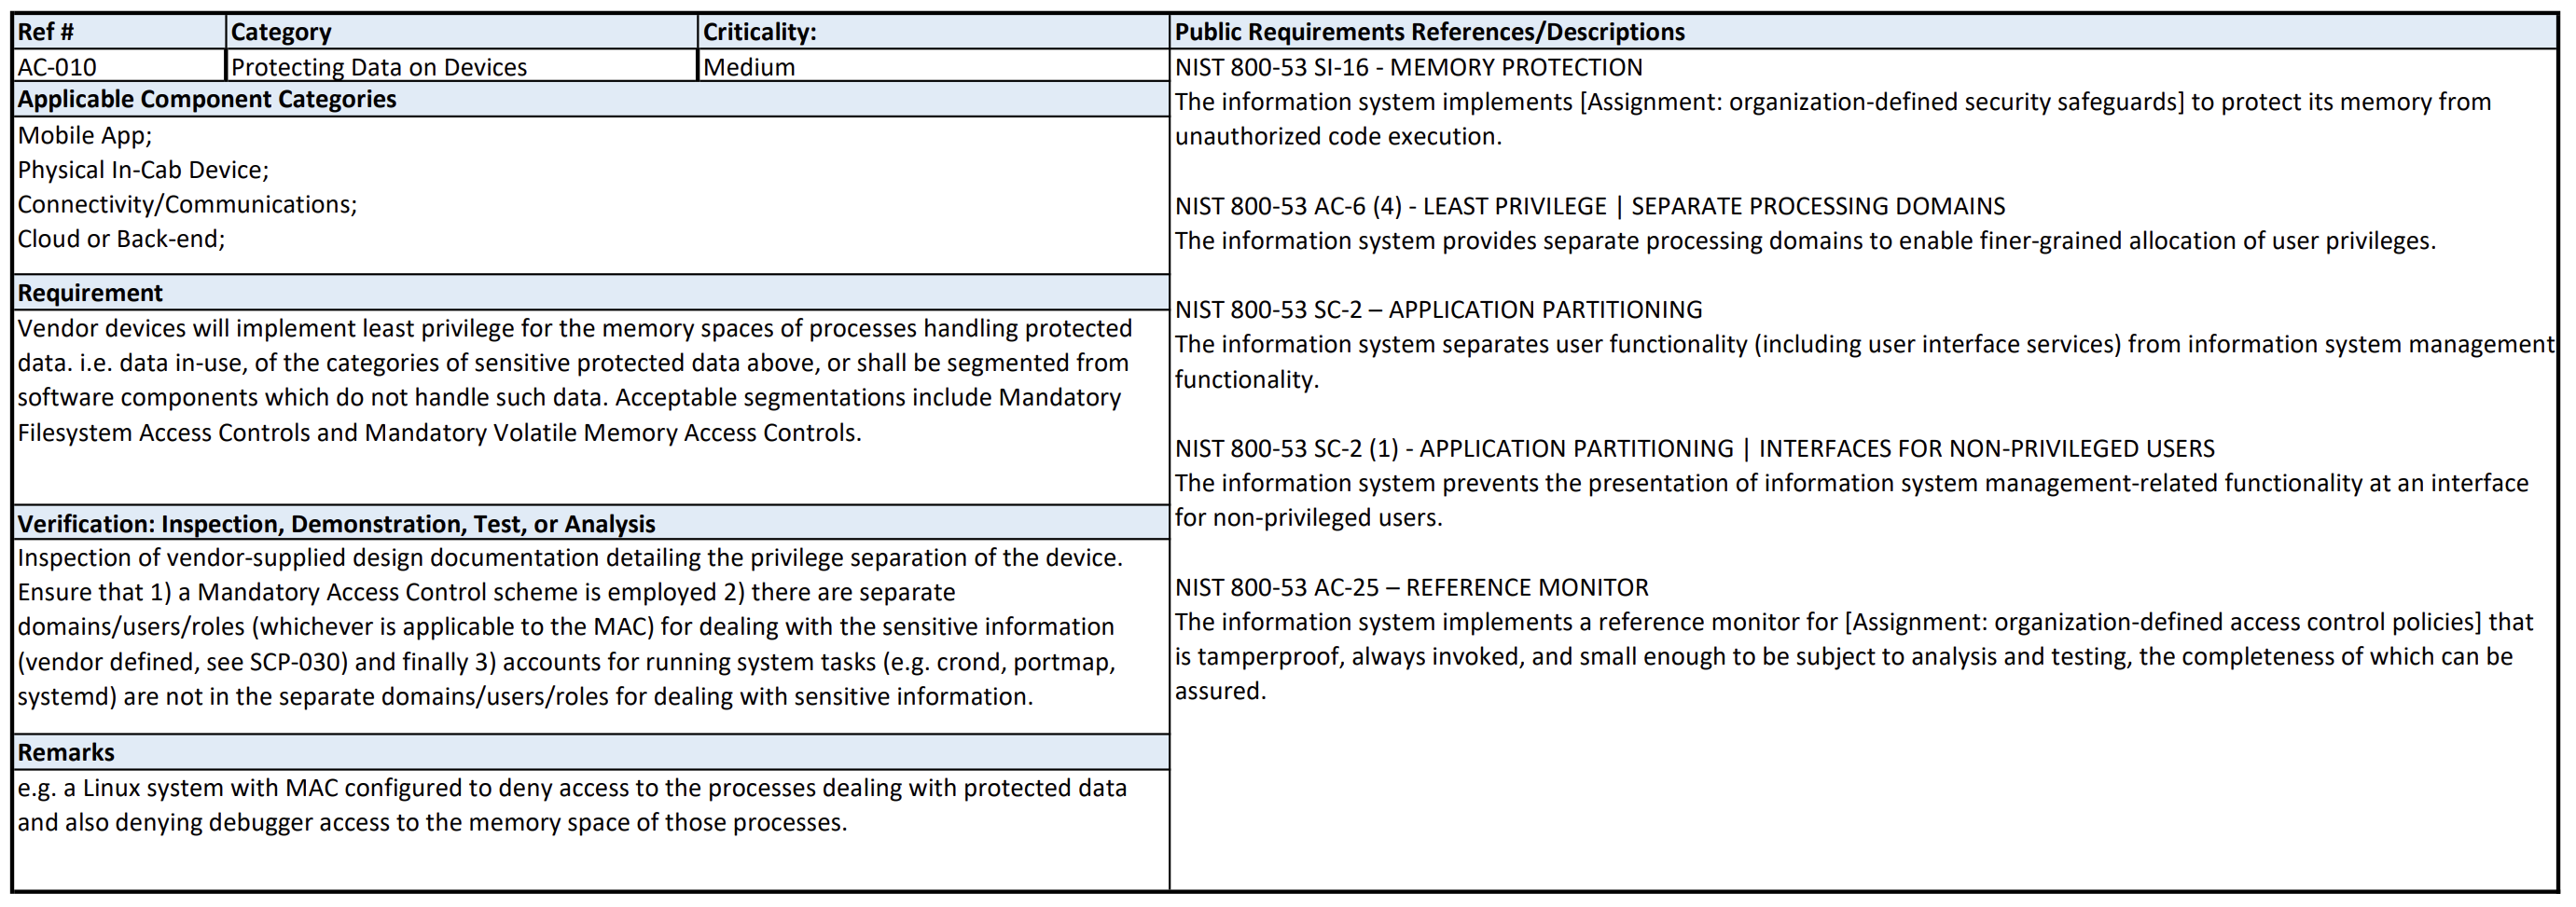 Ref #
Category
Criticality:
AC-010
Protecting Data on Devices
Medium
Applicable Component Categories
Mobile App;
Physical In-Cab Device;
Connectivity/Communications;
Cloud or Back-end;
Requirement
Vendor devices will implement least privilege for the memory spaces of processes handling protected
data. i.e. data in-use, of the categories of sensitive protected data above, or shall be segmented from
software components which do not handle such data. Acceptable segmentations include Mandatory
Filesystem Access Controls and Mandatory Volatile Memory Access Controls.
Verification: Inspection, Demonstration, Test, or Analysis
Inspection of vendor-supplied design documentation detailing the privilege separation of the device.
Ensure that 1) a Mandatory Access Control scheme is employed 2) there are separate
domains/users/roles (whichever is applicable to the MAC) for dealing with the sensitive information
(vendor defined, see SCP-030) and finally 3) accounts for running system tasks (e.g. crond, portmap,
systemd) are not in the separate domains/users/roles for dealing with sensitive information.
Remarks
e.g. a Linux system with MAC configured to deny access to the processes dealing with protected data
and also denying debugger access to the memory space of those processes.
Public Requirements References/Descriptions
NIST 800-53 SI-16 - MEMORY PROTECTION
The information system implements [Assignment: organization-defined security safeguards] to protect its memory from
unauthorized code execution.
NIST 800-53 AC-6 (4) - LEAST PRIVILEGE | SEPARATE PROCESSING DOMAINS
The information system provides separate processing domains to enable finer-grained allocation of user privileges.
NIST 800-53 SC-2 – APPLICATION PARTITIONING
The information system separates user functionality (including user interface services) from information system management
functionality.
NIST 800-53 SC-2 (1) - APPLICATION PARTITIONING | INTERFACES FOR NON-PRIVILEGED USERS
The information system prevents the presentation of information system management-related functionality at an interface
for non-privileged users.
NIST 800-53 AC-25 – REFERENCE MONITOR
The information system implements a reference monitor for [Assignment: organization-defined access control policies] that
is tamperproof, always invoked, and small enough to be subject to analysis and testing, the completeness of which can be
assured.